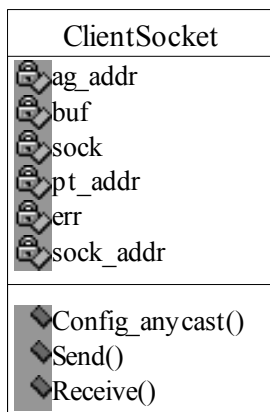 ClientSocket
ag_addr
buf
sock
pt_addr
err
sock_addr
Config_anycast()
Send()
Receive()